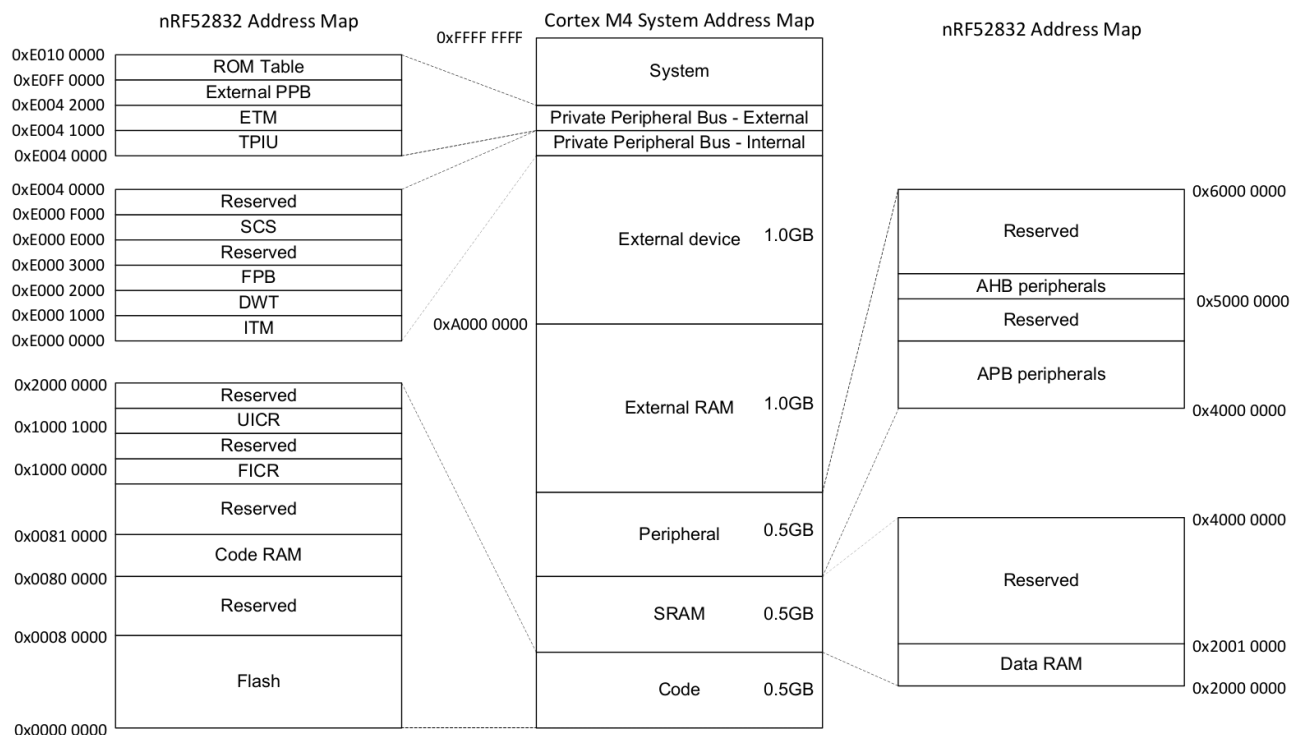 nRF52832 Address Map
0xE010 0000
ROM Table
0xE0FF 0000
External PPB
0xE004 2000
ETM
0xE004 1000
TPIU
0xE004 0000
0xE004 0000
Reserved
0xE000 F000
SCS
0xE000 E000
Reserved
0xE000 3000
FPB
0xE000 2000
DWT
0xE000 1000
ITM
0xE000 0000
0x2000 0000
Reserved
UICR
0x1000 1000
Reserved
0x1000 0000
FICR
Reserved
0x0081 0000
Code RAM
0x0080 0000
Reserved
0x0008 0000
Flash
0x0000 0000
Cortex M4 System Address Map
0xFFFF FFFF
System
Private Peripheral Bus - External
Private Peripheral Bus - Internal
External device 1.0GB
0xA000 0000
External RAM 1.0GB
Peripheral 0.5GB
SRAM 0.5GB
Code 0.5GB
nRF52832 Address Map
0x6000 0000
Reserved
AHB peripherals
0x5000 0000
Reserved
APB peripherals
0x4000 0000
0x4000 0000
Reserved
0x2001 0000
Data RAM
0x2000 0000